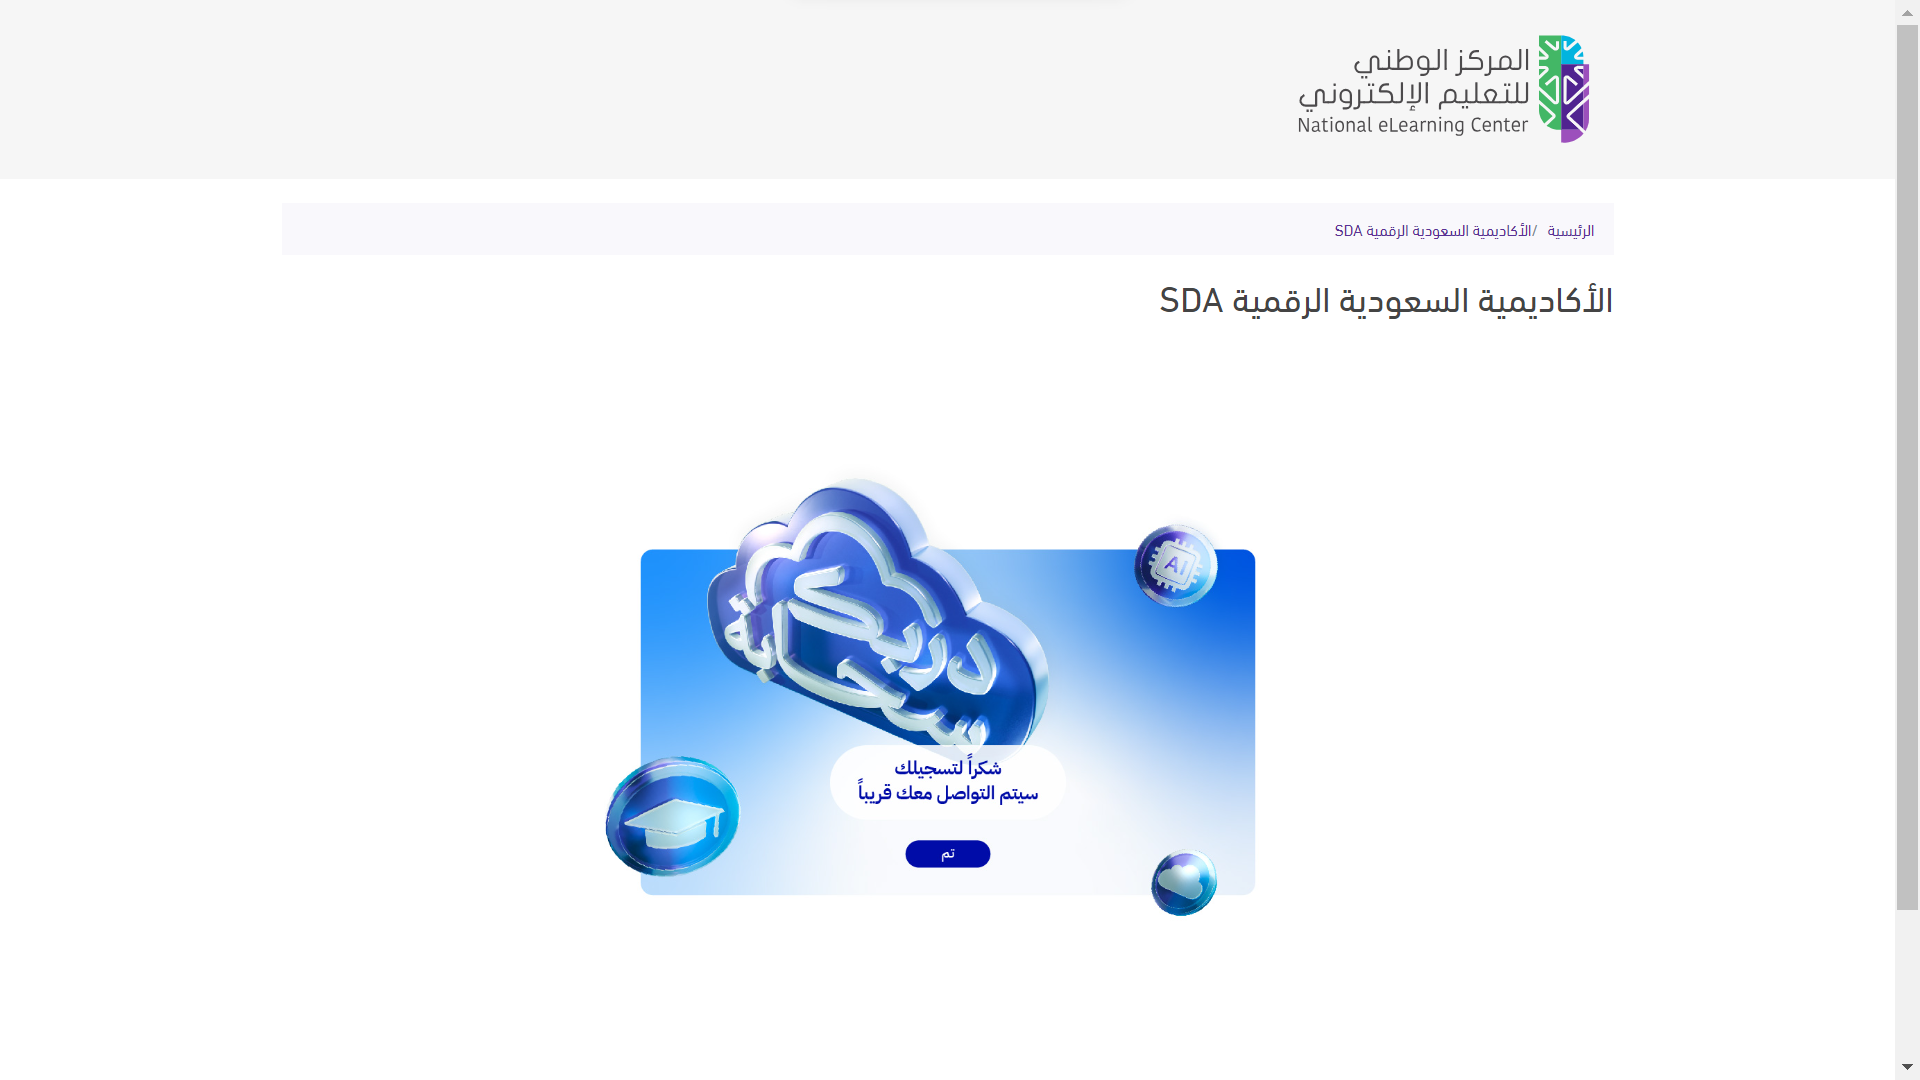 المركز الوطني
للتعليم الإلكتروني
National eLearning Center
الرئيسية / الأكاديمية السعودية الرقمية SDA
الأكاديمية السعودية الرقمية SDA
دربك
سحابة
AI
شكراً لتسجيلك
سيتم التواصل معك قريباً
تم